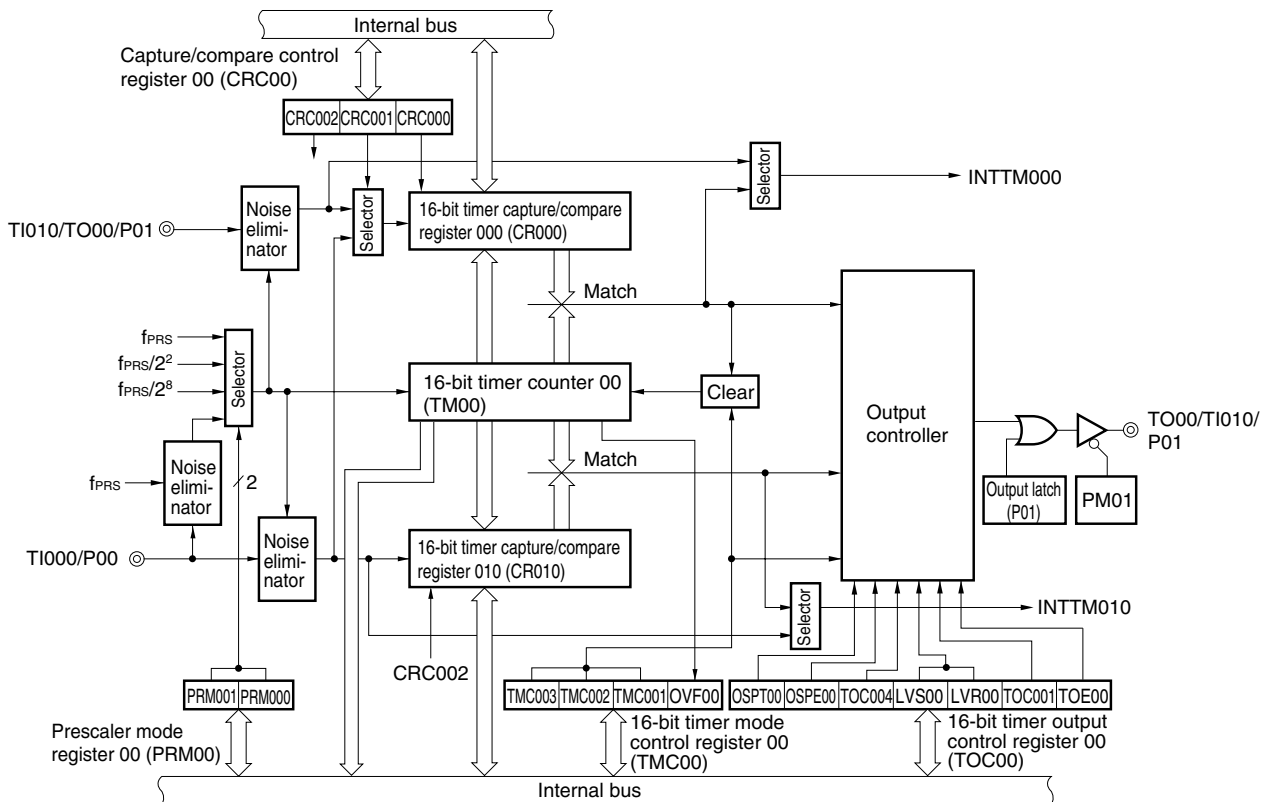 Internal bus
Capture/compare control
register 00 (CRC00)
CRC002 CRC001 CRC000
Selector
INTTM000
Noise
elimi-
nator
Selector
16-bit timer capture/compare
register 000 (CR000)
TI010/TO00/P01
Match
fPRS
fPRS/2²
fPRS/2⁸
Selector
16-bit timer counter 00
(TM00)
Clear
Output
controller
TO00/TI010/
P01
Match
Noise
elimi-
nator
fPRS
2
Output latch
(P01)
PM01
TI000/P00
Noise
elimi-
nator
16-bit timer capture/compare
register 010 (CR010)
Selector
INTTM010
CRC002
PRM001 PRM000
TMC003 TMC002 TMC001 OVF00
OSPT00 OSPE00 TOC004 LVS00 LVR00 TOC001 TOE00
Prescaler mode
register 00 (PRM00)
16-bit timer mode
control register 00
(TMC00)
16-bit timer output
control register 00
(TOC00)
Internal bus